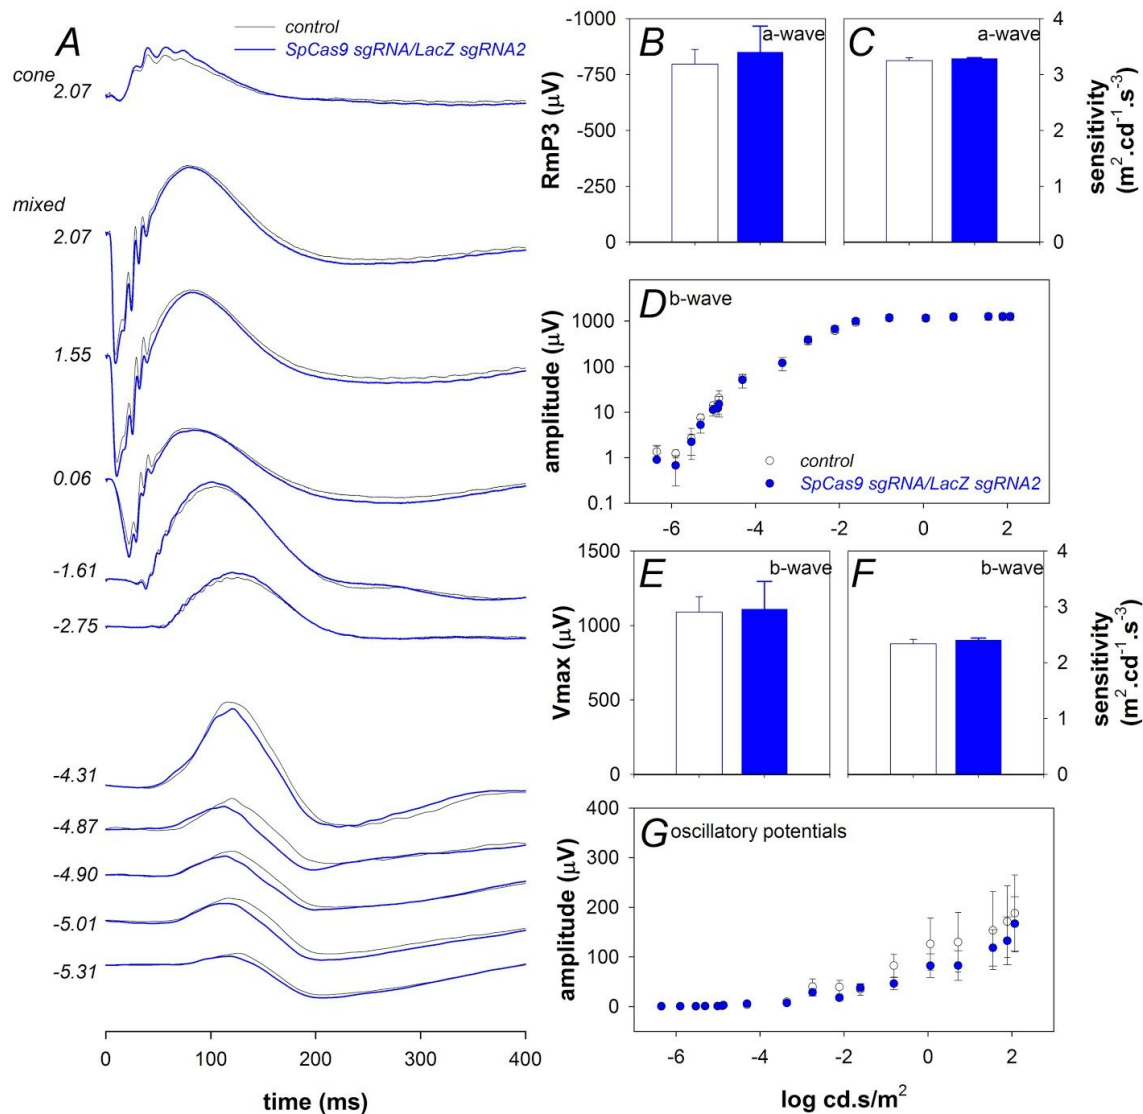 A
control
SpCas9 sgRNA/LacZ sgRNA2
cone
2.07
mixed
2.07
1.55
0.06
-1.61
-2.75
-4.31
-4.87
-4.90
-5.01
-5.31
0 100 200 300 400
time (ms)
B a-wave
RmP3 (µV)
-1000
-750
-500
-250
0
C a-wave
4
3
2
1
0
sensitivity
(m².cd⁻¹.s⁻³)
D b-wave
amplitude (µV)
1000
100
10
1
0.1
control
SpCas9 sgRNA/LacZ sgRNA2
-6 -4 -2 0 2
E b-wave
Vmax (µV)
1500
1000
500
0
F b-wave
4
3
2
1
0
sensitivity
(m².cd⁻¹.s⁻³)
G oscillatory potentials
amplitude (µV)
400
300
200
100
0
-6 -4 -2 0 2
log cd.s/m²